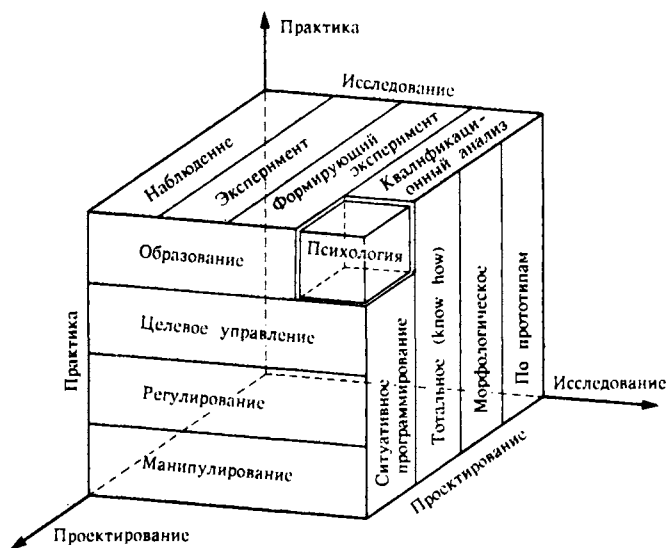 Практика
Исследование
Наблюдение
Эксперимент
Формирующий
эксперимент
Квалификаци-
онный анализ
Образование
Психология
Целевое управление
Регулирование
Манипулирование
Практика
Ситуативное
программирование
Тотальное (know how)
Морфологическое
По прототипам
Исследование
Проектирование
Проектирование